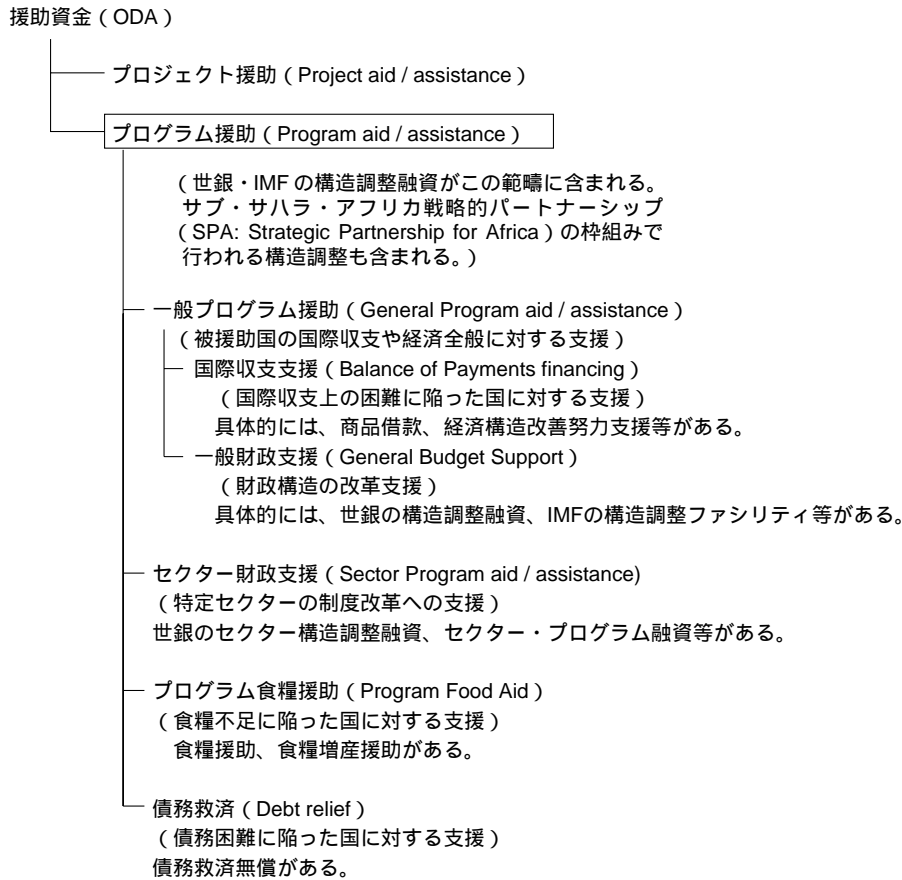 援助資金（ODA）
プロジェクト援助（Project aid / assistance）
プログラム援助（Program aid / assistance）
（世銀・IMF の構造調整融資がこの範疇に含まれる。
サブ・サハラ・アフリカ戦略的パートナーシップ
（SPA: Strategic Partnership for Africa）の枠組みで
行われる構造調整も含まれる。）
一般プログラム援助（General Program aid / assistance）
（被援助国の国際収支や経済全般に対する支援）
国際収支支援（Balance of Payments financing）
（国際収支上の困難に陥った国に対する支援）
具体的には、商品借款、経済構造改善努力支援等がある。
一般財政支援（General Budget Support）
（財政構造の改革支援）
具体的には、世銀の構造調整融資、IMFの構造調整ファシリティ等がある。
セクター財政支援（Sector Program aid / assistance)
（特定セクターの制度改革への支援）
世銀のセクター構造調整融資、セクター・プログラム融資等がある。
プログラム食糧援助（Program Food Aid）
（食糧不足に陥った国に対する支援）
食糧援助、食糧増産援助がある。
債務救済（Debt relief）
（債務困難に陥った国に対する支援）
債務救済無償がある。